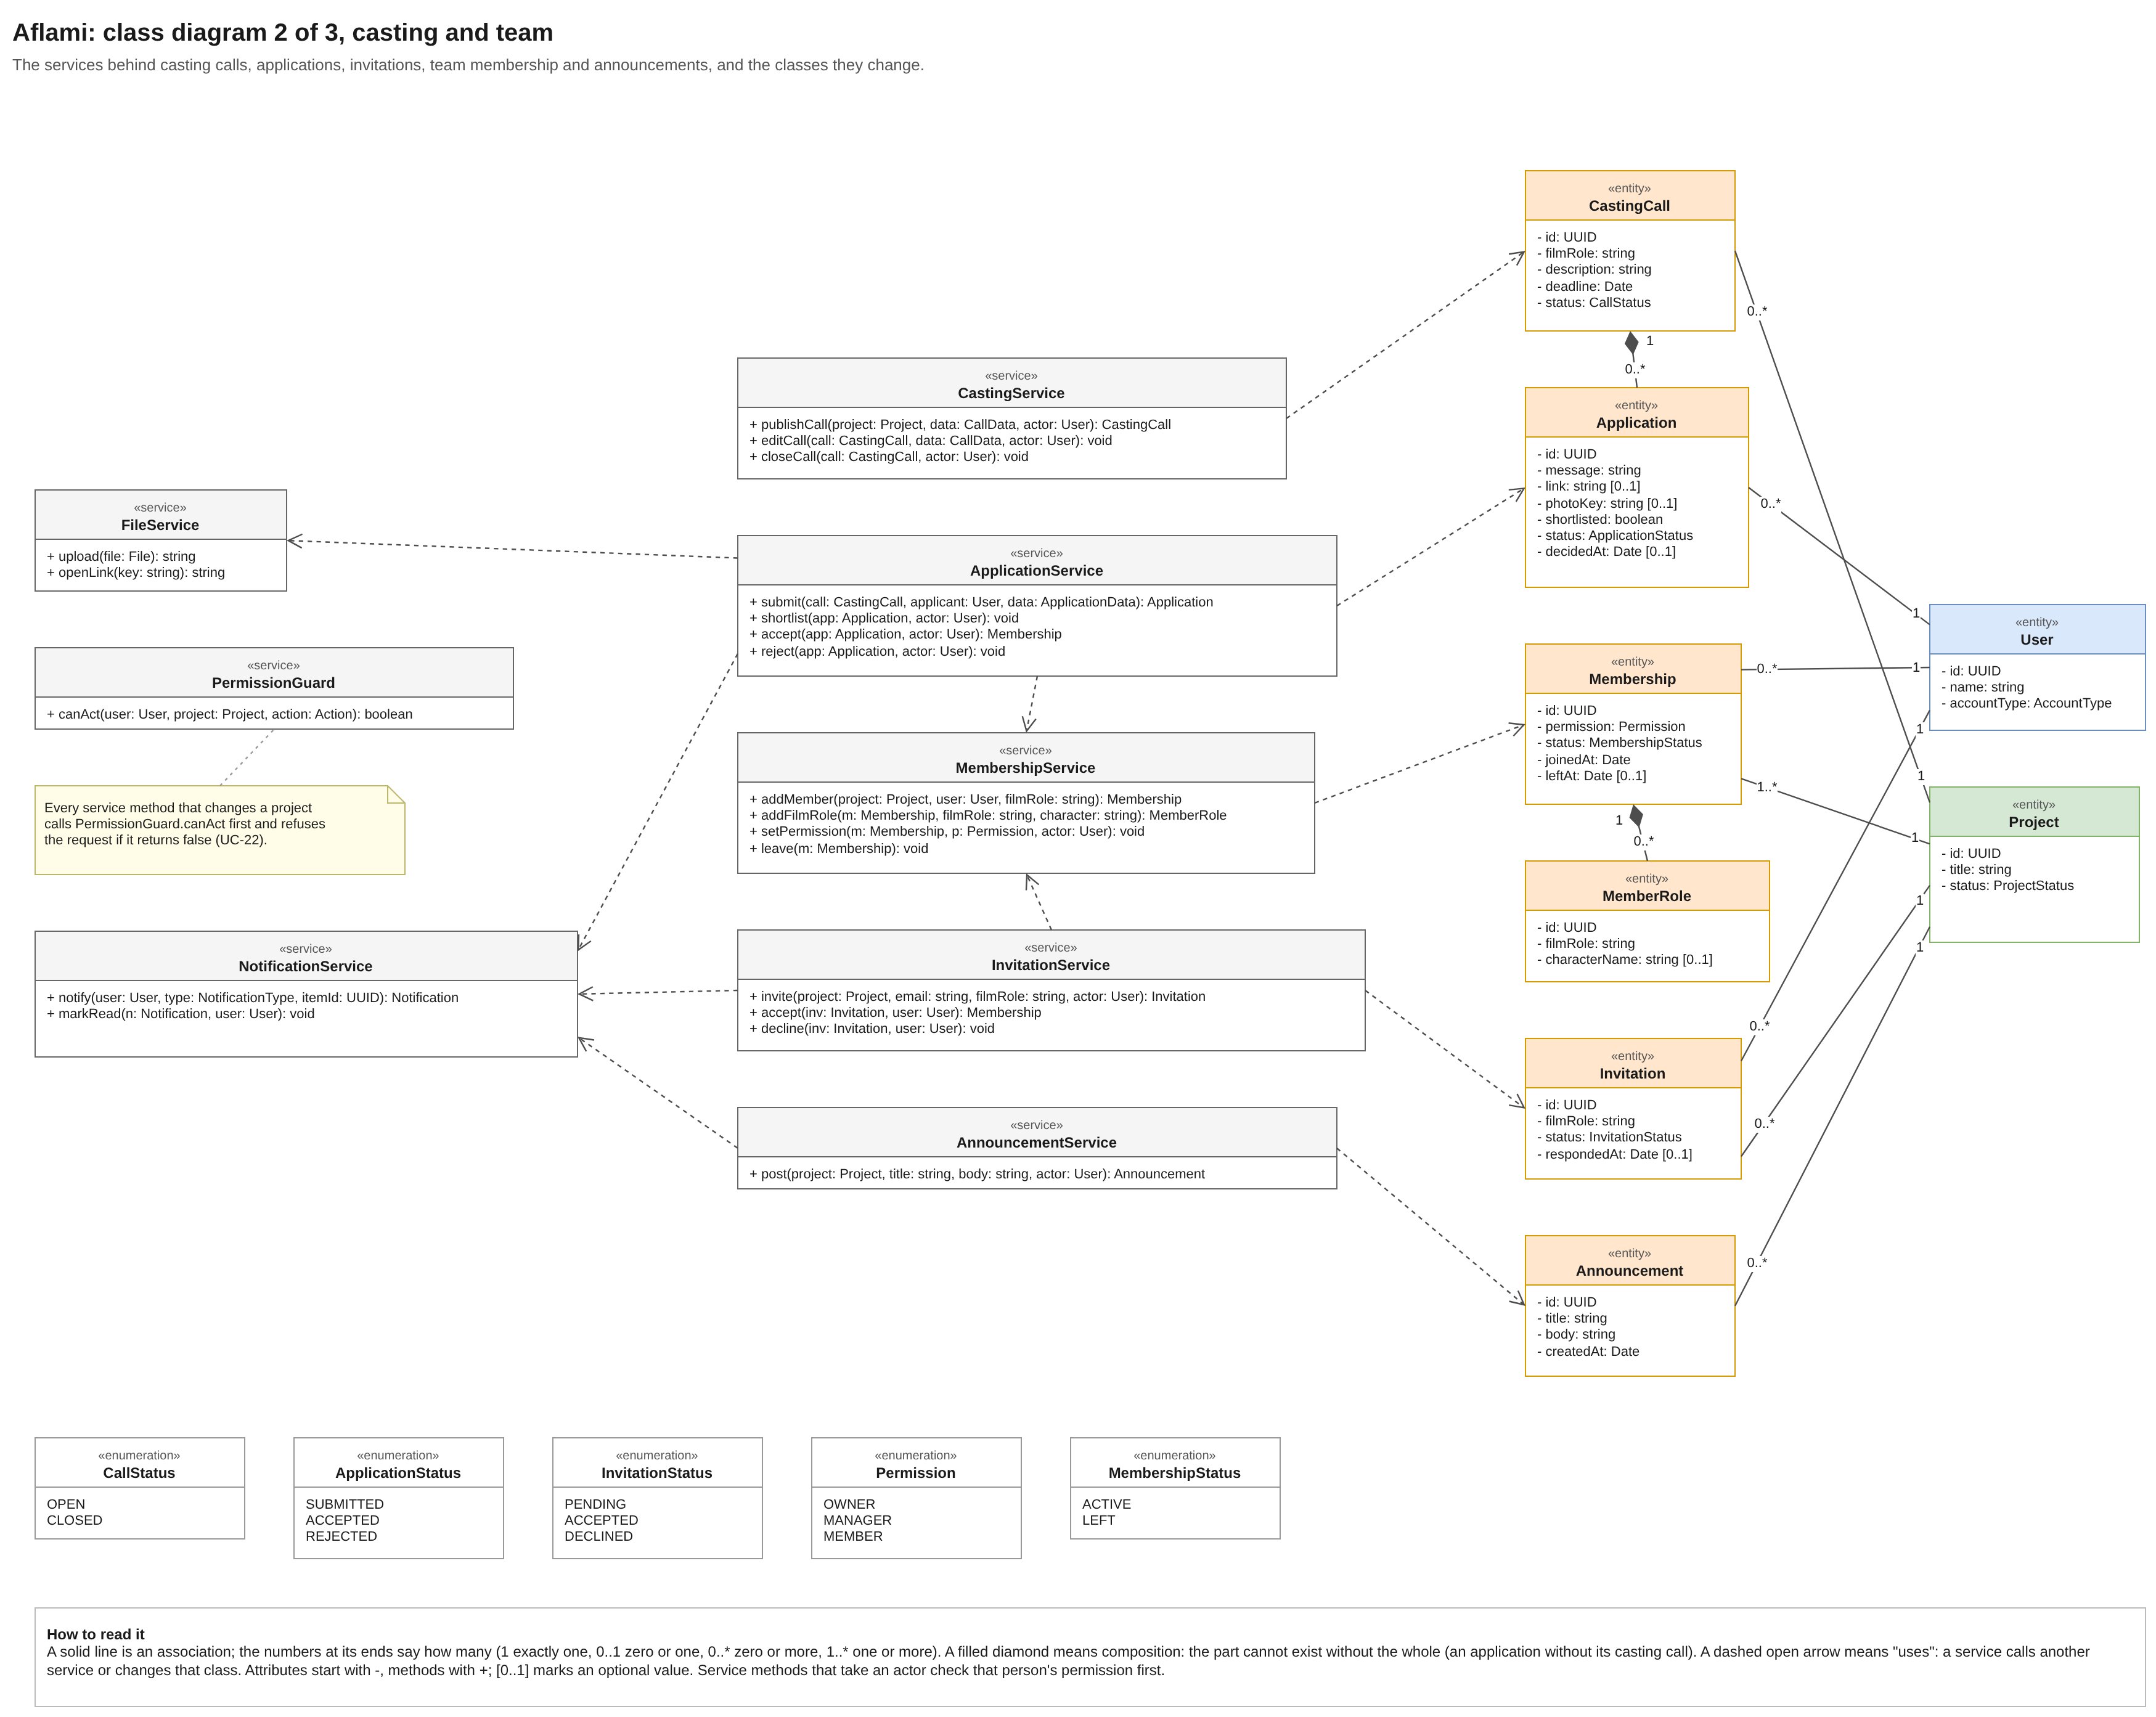 Aflami: class diagram 2 of 3, casting and team
The services behind casting calls, applications, invitations, team membership and announcements, and the classes they change.
«entity»
CastingCall
- id: UUID
- filmRole: string
- description: string
- deadline: Date
- status: CallStatus
0..*
1
0..*
«service»
CastingService
+ publishCall(project: Project, data: CallData, actor: User): CastingCall
+ editCall(call: CastingCall, data: CallData, actor: User): void
+ closeCall(call: CastingCall, actor: User): void
«entity»
Application
- id: UUID
- message: string
- link: string [0..1]
- photoKey: string [0..1]
- shortlisted: boolean
- status: ApplicationStatus
- decidedAt: Date [0..1]
0..*
1
«service»
FileService
+ upload(file: File): string
+ openLink(key: string): string
«service»
ApplicationService
+ submit(call: CastingCall, applicant: User, data: ApplicationData): Application
+ shortlist(app: Application, actor: User): void
+ accept(app: Application, actor: User): Membership
+ reject(app: Application, actor: User): void
«entity»
User
- id: UUID
- name: string
- accountType: AccountType
«service»
PermissionGuard
+ canAct(user: User, project: Project, action: Action): boolean
«entity»
Membership
- id: UUID
- permission: Permission
- status: MembershipStatus
- joinedAt: Date
- leftAt: Date [0..1]
0..*
1
1
1
1..*
1
«service»
MembershipService
+ addMember(project: Project, user: User, filmRole: string): Membership
+ addFilmRole(m: Membership, filmRole: string, character: string): MemberRole
+ setPermission(m: Membership, p: Permission, actor: User): void
+ leave(m: Membership): void
Every service method that changes a project
calls PermissionGuard.canAct first and refuses
the request if it returns false (UC-22).
«entity»
Project
- id: UUID
- title: string
- status: ProjectStatus
1
0..*
«entity»
MemberRole
- id: UUID
- filmRole: string
- characterName: string [0..1]
1
1
«service»
NotificationService
+ notify(user: User, type: NotificationType, itemId: UUID): Notification
+ markRead(n: Notification, user: User): void
«service»
InvitationService
+ invite(project: Project, email: string, filmRole: string, actor: User): Invitation
+ accept(inv: Invitation, user: User): Membership
+ decline(inv: Invitation, user: User): void
0..*
«entity»
Invitation
- id: UUID
- filmRole: string
- status: InvitationStatus
- respondedAt: Date [0..1]
0..*
«service»
AnnouncementService
+ post(project: Project, title: string, body: string, actor: User): Announcement
«entity»
Announcement
- id: UUID
- title: string
- body: string
- createdAt: Date
0..*
«enumeration»
CallStatus
OPEN
CLOSED
«enumeration»
ApplicationStatus
SUBMITTED
ACCEPTED
REJECTED
«enumeration»
InvitationStatus
PENDING
ACCEPTED
DECLINED
«enumeration»
Permission
OWNER
MANAGER
MEMBER
«enumeration»
MembershipStatus
ACTIVE
LEFT
How to read it
A solid line is an association; the numbers at its ends say how many (1 exactly one, 0..1 zero or one, 0..* zero or more, 1..* one or more). A filled diamond means composition: the part cannot exist without the whole (an application without its casting call). A dashed open arrow means "uses": a service calls another
service or changes that class. Attributes start with -, methods with +; [0..1] marks an optional value. Service methods that take an actor check that person's permission first.